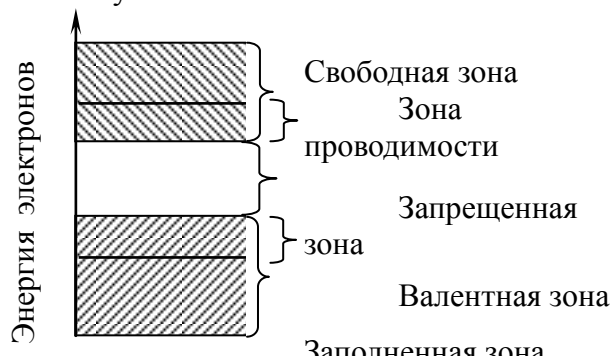 Энергия электронов
Свободная зона
Зона
проводимости
Запрещенная
зона
Валентная зона
Заполненная зона